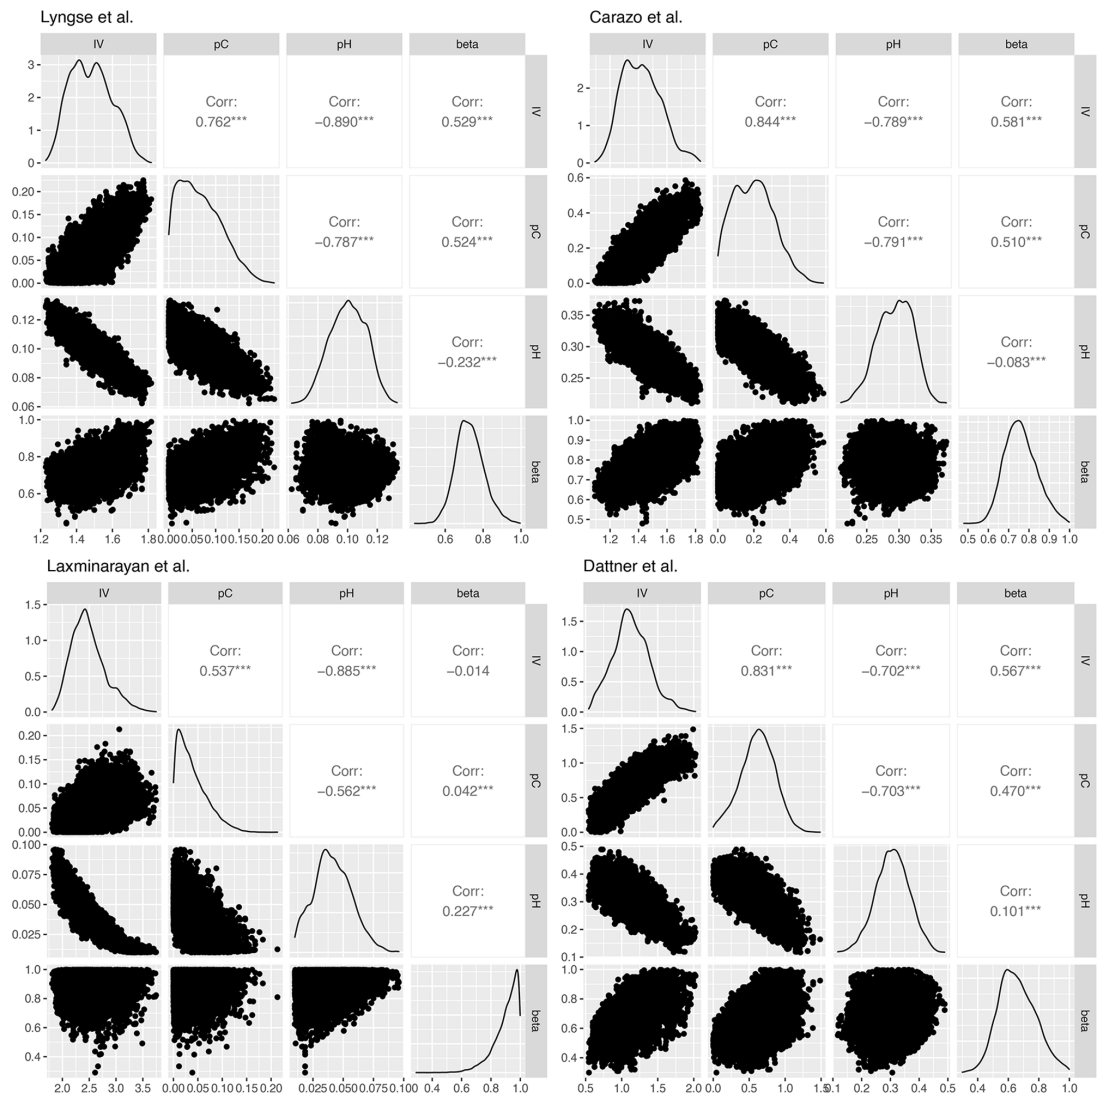 Lyngse et al.
IV pC pH beta
3
2
1
0
Corr:
0.762***
Corr:
−0.890***
Corr:
0.529***
IV
0.20
0.15
0.10
0.05
0.00
Corr:
−0.787***
Corr:
0.524***
pC
0.12
0.10
0.08
0.06
Corr:
−0.232***
pH
1.0
0.8
0.6
beta
1.2 1.4 1.6 1.8 0.00 0.05 0.10 0.15 0.20 0.06 0.08 0.10 0.12 0.6 0.8 1.0
Carazo et al.
IV pC pH beta
2
1
0
Corr:
0.844***
Corr:
−0.789***
Corr:
0.581***
IV
0.6
0.4
0.2
0.0
Corr:
−0.791***
Corr:
0.510***
pC
0.35
0.30
0.25
Corr:
−0.083***
pH
1.0
0.9
0.8
0.7
0.6
0.5
beta
1.2 1.4 1.6 1.8 0.0 0.2 0.4 0.6 0.25 0.30 0.35 0.5 0.6 0.7 0.8 0.9 1.0
Laxminarayan et al.
IV pC pH beta
1.5
1.0
0.5
0.0
Corr:
0.537***
Corr:
−0.885***
Corr:
−0.014
IV
0.20
0.15
0.10
0.05
0.00
Corr:
−0.562***
Corr:
0.042***
pC
0.100
0.075
0.050
0.025
Corr:
0.227***
pH
1.0
0.8
0.6
0.4
beta
2.0 2.5 3.0 3.5 0.00 0.05 0.10 0.15 0.20 0.025 0.050 0.075 0.100 0.4 0.6 0.8 1.0
Dattner et al.
IV pC pH beta
1.5
1.0
0.5
0.0
Corr:
0.831***
Corr:
−0.702***
Corr:
0.567***
IV
1.5
1.0
0.5
0.0
Corr:
−0.703***
Corr:
0.470***
pC
0.5
0.4
0.3
0.2
0.1
Corr:
0.101***
pH
1.0
0.8
0.6
0.4
beta
0.5 1.0 1.5 2.0 0.0 0.5 1.0 1.5 0.1 0.2 0.3 0.4 0.5 0.4 0.6 0.8 1.0